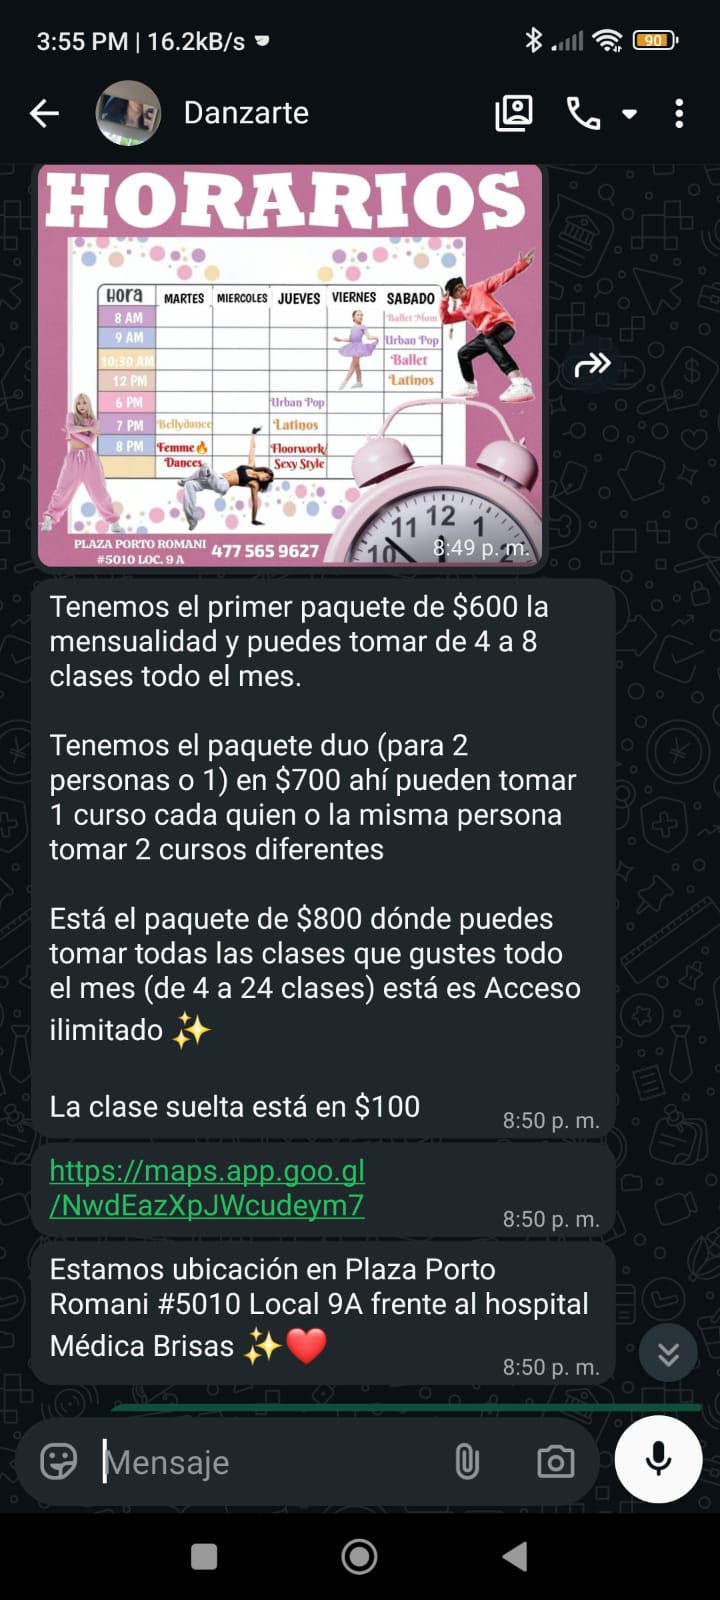 3:55 PM | 16.2kB/s
90
Danzarte
HORARIOS
Hora MARTES MIERCOLES JUEVES VIERNES SABADO
8 AM Ballet Mom
9 AM Urban Pop
10:30 AM Ballet
12 PM Latinos
6 PM Urban Pop
7 PM Bellydance Latinos
8 PM Femme🔥 Floorwork/
Dances Sexy Style
12
11 1
10
PLAZA PORTO ROMANI 477 565 9627
#5010 LOC. 9 A
8:49 p. m.
Tenemos el primer paquete de $600 la
mensualidad y puedes tomar de 4 a 8
clases todo el mes.
Tenemos el paquete duo (para 2
personas o 1) en $700 ahí pueden tomar
1 curso cada quien o la misma persona
tomar 2 cursos diferentes
Está el paquete de $800 dónde puedes
tomar todas las clases que gustes todo
el mes (de 4 a 24 clases) está es Acceso
ilimitado ✨
La clase suelta está en $100
8:50 p. m.
https://maps.app.goo.gl
/NwdEazXpJWcudeym7
8:50 p. m.
Estamos ubicación en Plaza Porto
Romani #5010 Local 9A frente al hospital
Médica Brisas ✨❤️
8:50 p. m.
Mensaje